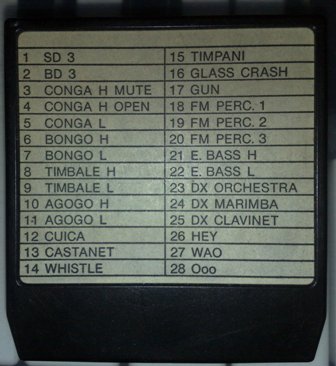 1 SD 3
2 BD 3
3 CONGA H MUTE
4 CONGA H OPEN
5 CONGA L
6 BONGO H
7 BONGO L
8 TIMBALE H
9 TIMBALE L
10 AGOGO H
11 AGOGO L
12 CUICA
13 CASTANET
14 WHISTLE
15 TIMPANI
16 GLASS CRASH
17 GUN
18 FM PERC. 1
19 FM PERC. 2
20 FM PERC. 3
21 E. BASS H
22 E. BASS L
23 DX ORCHESTRA
24 DX MARIMBA
25 DX CLAVINET
26 HEY
27 WAO
28 Ooo